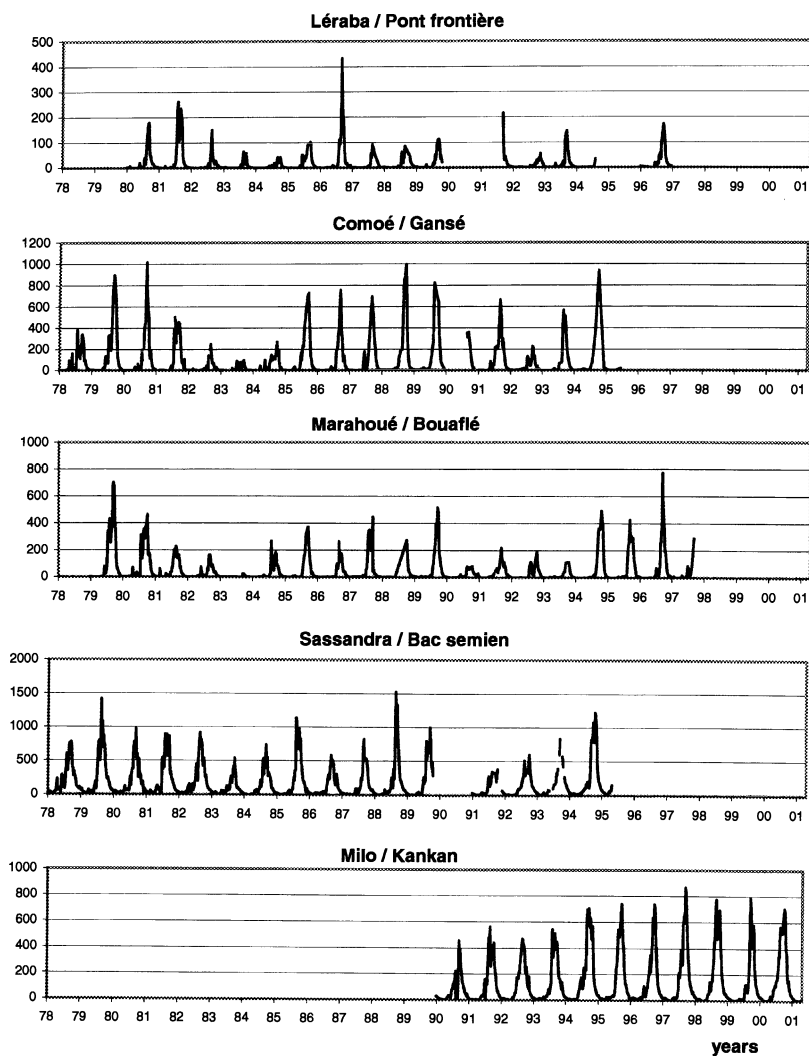 Léraba / Pont frontière
500
400
300
200
100
0
78 79 80 81 82 83 84 85 86 87 88 89 90 91 92 93 94 95 96 97 98 99 00 01
Comoé / Gansé
1200
1000
800
600
400
200
0
78 79 80 81 82 83 84 85 86 87 88 89 90 91 92 93 94 95 96 97 98 99 00 01
Marahoué / Bouaflé
1000
800
600
400
200
0
78 79 80 81 82 83 84 85 86 87 88 89 90 91 92 93 94 95 96 97 98 99 00 01
Sassandra / Bac semien
2000
1500
1000
500
0
78 79 80 81 82 83 84 85 86 87 88 89 90 91 92 93 94 95 96 97 98 99 00 01
Milo / Kankan
1000
800
600
400
200
0
78 79 80 81 82 83 84 85 86 87 88 89 90 91 92 93 94 95 96 97 98 99 00 01
years